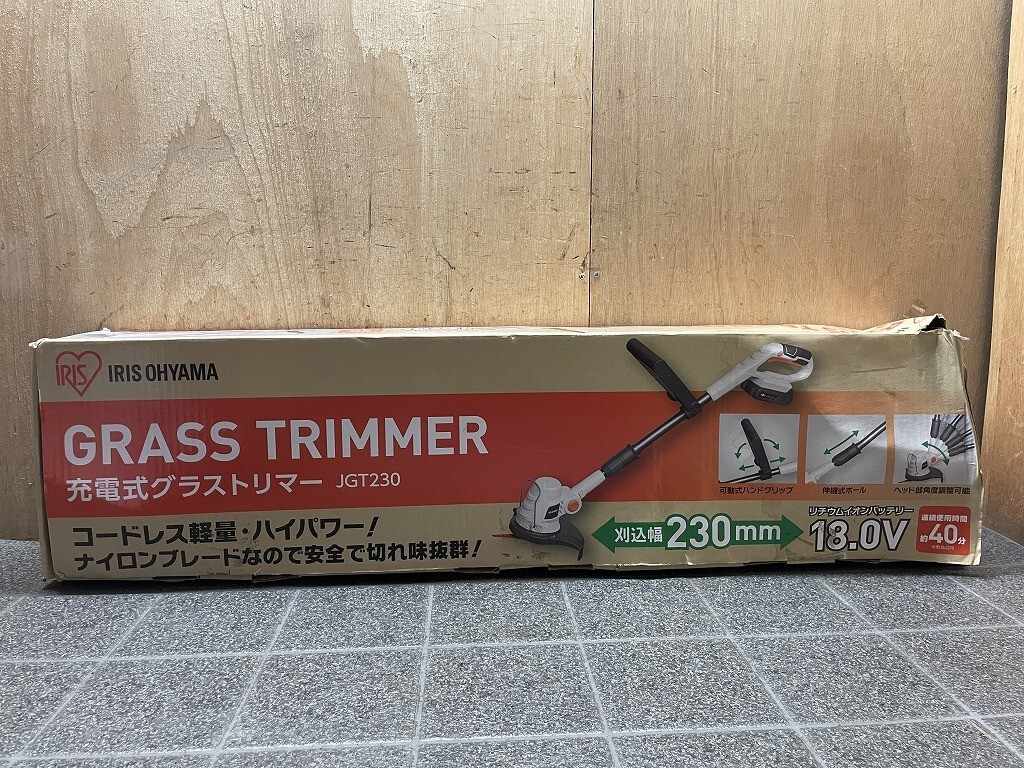 IRIS
IRIS OHYAMA
GRASS TRIMMER
充電式グラストリマー JGT230
コードレス軽量・ハイパワー!
ナイロンブレードなので安全で切れ味抜群!
可動式ハンドグリップ
伸縮式ポール
ヘッド部角度調整可能
刈込幅 230mm
リチウムイオンバッテリー
18.0V
連続使用時間
約40分